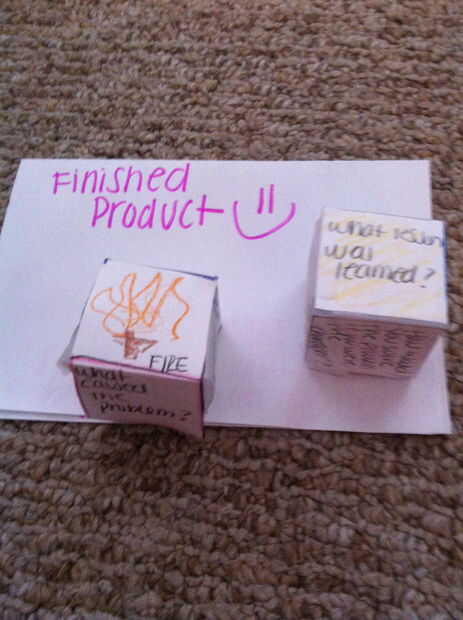 Finished
Product
FIRE
What
caused
the
problem?
What lesson
was
learned?